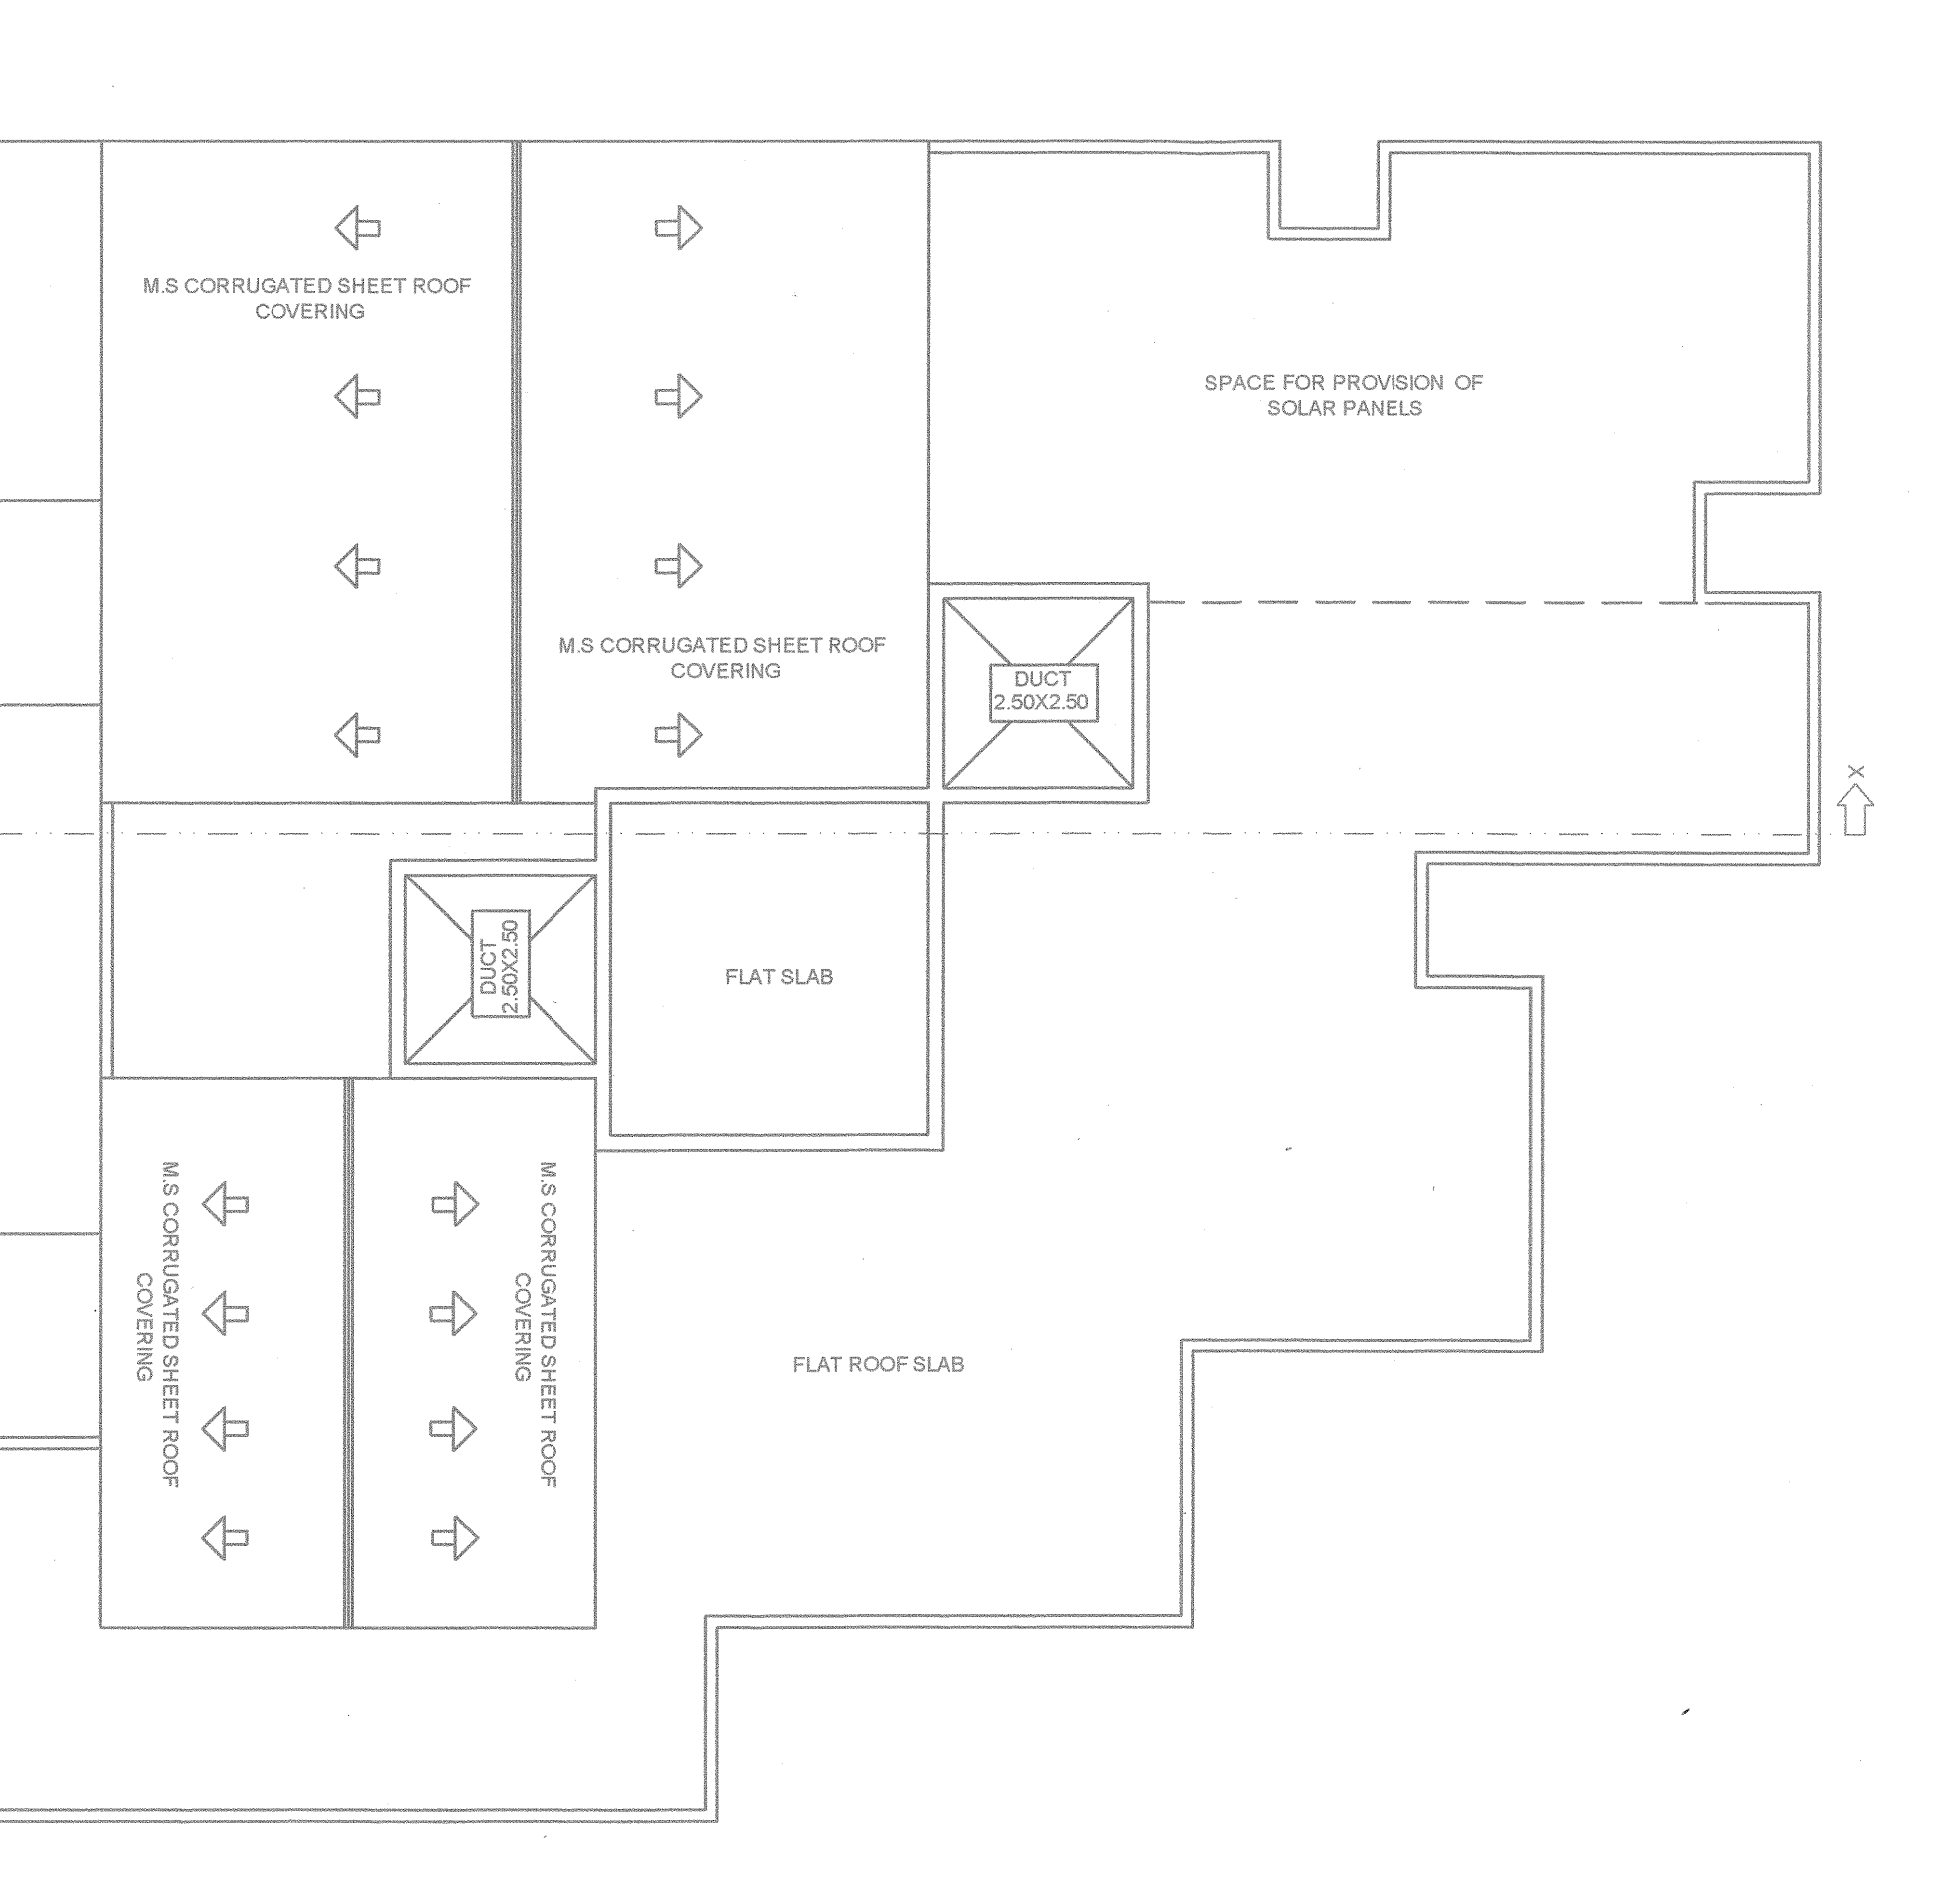 M.S CORRUGATED SHEET ROOF
COVERING
SPACE FOR PROVISION OF
SOLAR PANELS
M.S CORRUGATED SHEET ROOF
COVERING
DUCT
2.50X2.50
X
DUCT
2.50X2.50
FLAT SLAB
M.S CORRUGATED SHEET ROOF
COVERING
M.S CORRUGATED SHEET ROOF
COVERING
FLAT ROOF SLAB